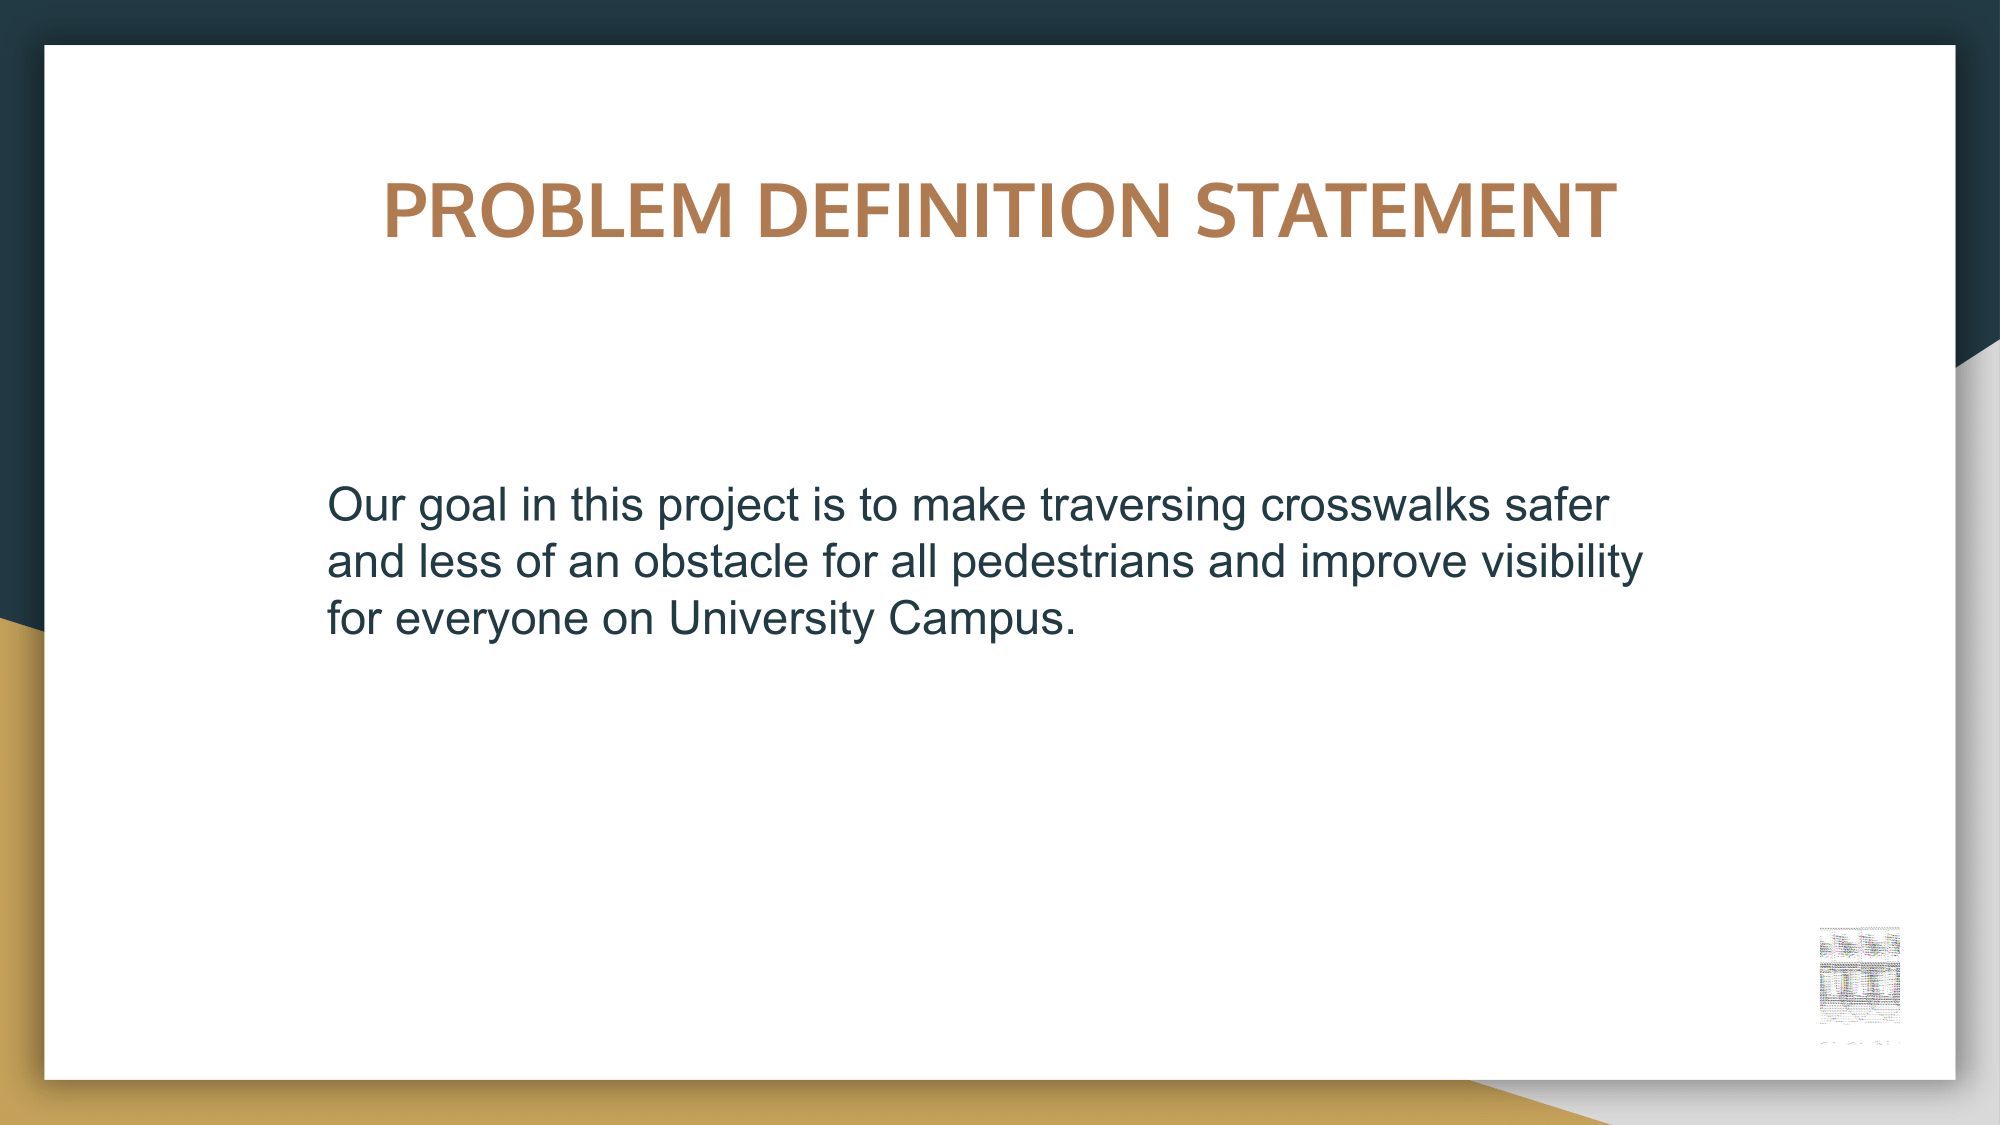 PROBLEM DEFINITION STATEMENT
Our goal in this project is to make traversing crosswalks safer
and less of an obstacle for all pedestrians and improve visibility
for everyone on University Campus.